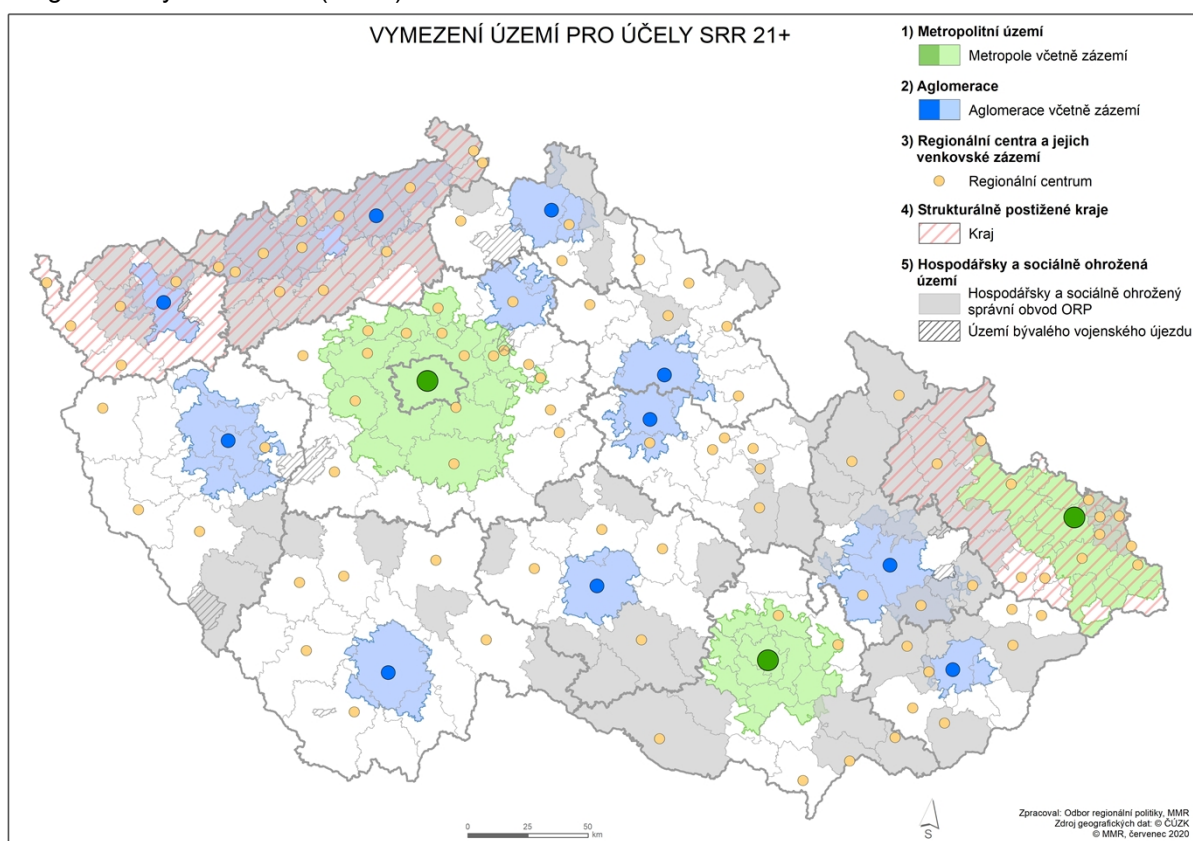 VYMEZENÍ ÚZEMÍ PRO ÚČELY SRR 21+
1) Metropolitní území
Metropole včetně zázemí
2) Aglomerace
Aglomerace včetně zázemí
3) Regionální centra a jejich
venkovské zázemí
Regionální centrum
4) Strukturálně postižené kraje
Kraj
5) Hospodářsky a sociálně ohrožená
území
Hospodářsky a sociálně ohrožený
správní obvod ORP
Území bývalého vojenského újezdu
0 25 50
km
S
Zpracoval: Odbor regionální politiky, MMR
Zdroj geografických dat: © ČÚZK
© MMR, červenec 2020